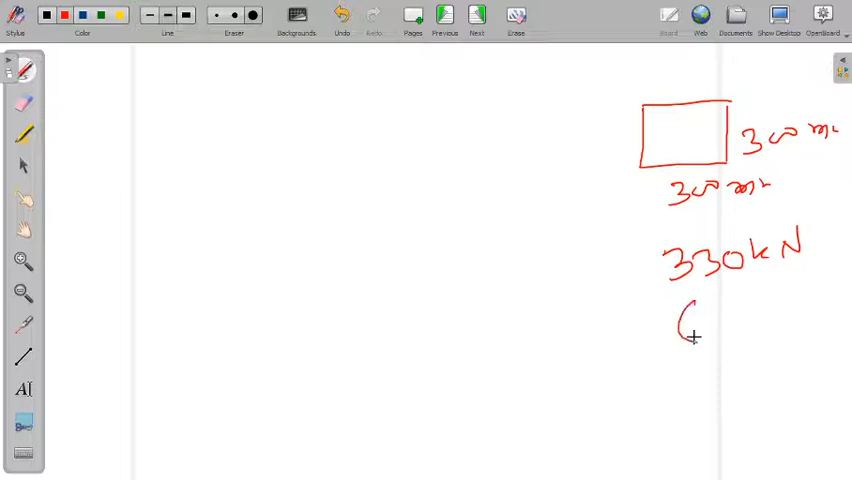 Stylus
Color
Line
Eraser
Backgrounds
Undo
Redo
Pages
Previous
Next
Erase
Board
Web
Documents
Show Desktop
OpenBoard
300 mm
300 mm
330 kN
(